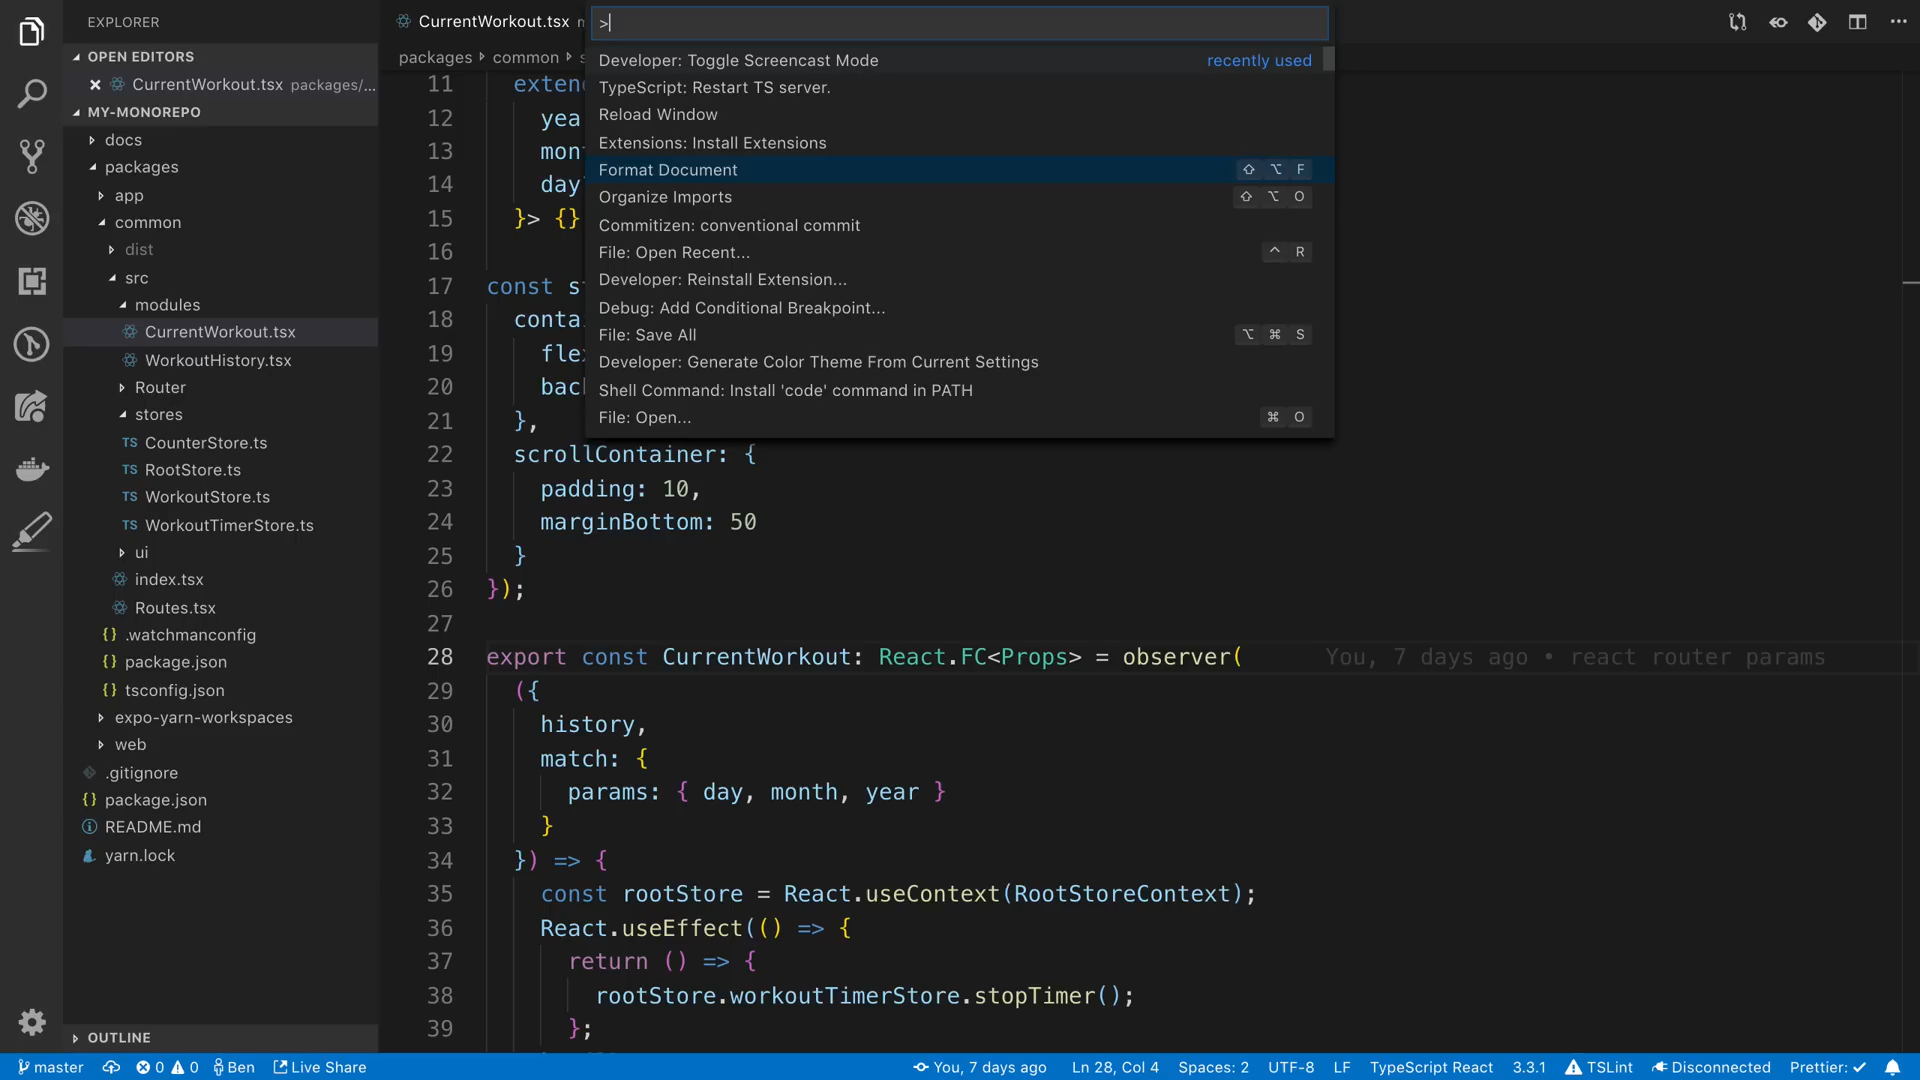 EXPLORER
OPEN EDITORS
CurrentWorkout.tsx packages/...
MY-MONOREPO
docs
packages
app
common
dist
src
modules
CurrentWorkout.tsx
WorkoutHistory.tsx
Router
stores
TS CounterStore.ts
TS RootStore.ts
TS WorkoutStore.ts
TS WorkoutTimerStore.ts
ui
index.tsx
Routes.tsx
{} .watchmanconfig
{} package.json
{} tsconfig.json
expo-yarn-workspaces
web
.gitignore
{} package.json
README.md
yarn.lock
OUTLINE
CurrentWorkout.tsx
packages common
>
Developer: Toggle Screencast Mode recently used
TypeScript: Restart TS server.
Reload Window
Extensions: Install Extensions
Format Document ⇧ ⌥ F
Organize Imports ⇧ ⌥ O
Commitizen: conventional commit
File: Open Recent... ^ R
Developer: Reinstall Extension...
Debug: Add Conditional Breakpoint...
File: Save All ⌥ ⌘ S
Developer: Generate Color Theme From Current Settings
Shell Command: Install 'code' command in PATH
File: Open... ⌘ O
11 exten
12 yea
13 mon
14 day
15 }> {}
16
17 const s
18 conta
19 fle
20 bac
21 },
22 scrollContainer: {
23 padding: 10,
24 marginBottom: 50
25 }
26 });
27
28 export const CurrentWorkout: React.FC<Props> = observer( You, 7 days ago • react router params
29 ({
30 history,
31 match: {
32 params: { day, month, year }
33 }
34 }) => {
35 const rootStore = React.useContext(RootStoreContext);
36 React.useEffect(() => {
37 return () => {
38 rootStore.workoutTimerStore.stopTimer();
39 };
master 0 0 Ben Live Share You, 7 days ago Ln 28, Col 4 Spaces: 2 UTF-8 LF TypeScript React 3.3.1 TSLint Disconnected Prettier: ✓